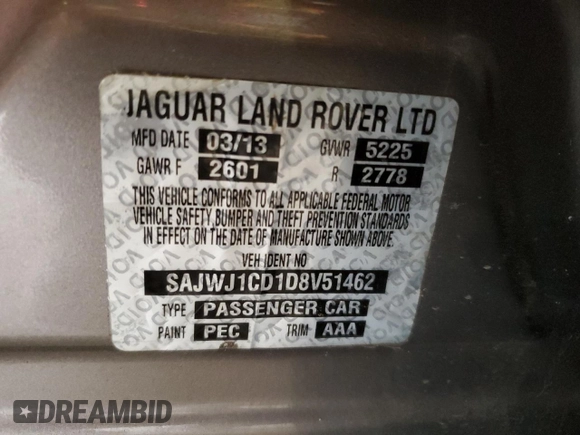 JAGUAR LAND ROVER LTD
MFD DATE 03/13 GVWR 5225
GAWR F 2601 R 2778
THIS VEHICLE CONFORMS TO ALL APPLICABLE FEDERAL MOTOR
VEHICLE SAFETY, BUMPER AND THEFT PREVENTION STANDARDS
IN EFFECT ON THE DATE OF MANUFACTURE SHOWN ABOVE.
VEH IDENT NO
SAJWJ1CD1D8V51462
TYPE PASSENGER CAR
PAINT PEC TRIM AAA
DREAMBID